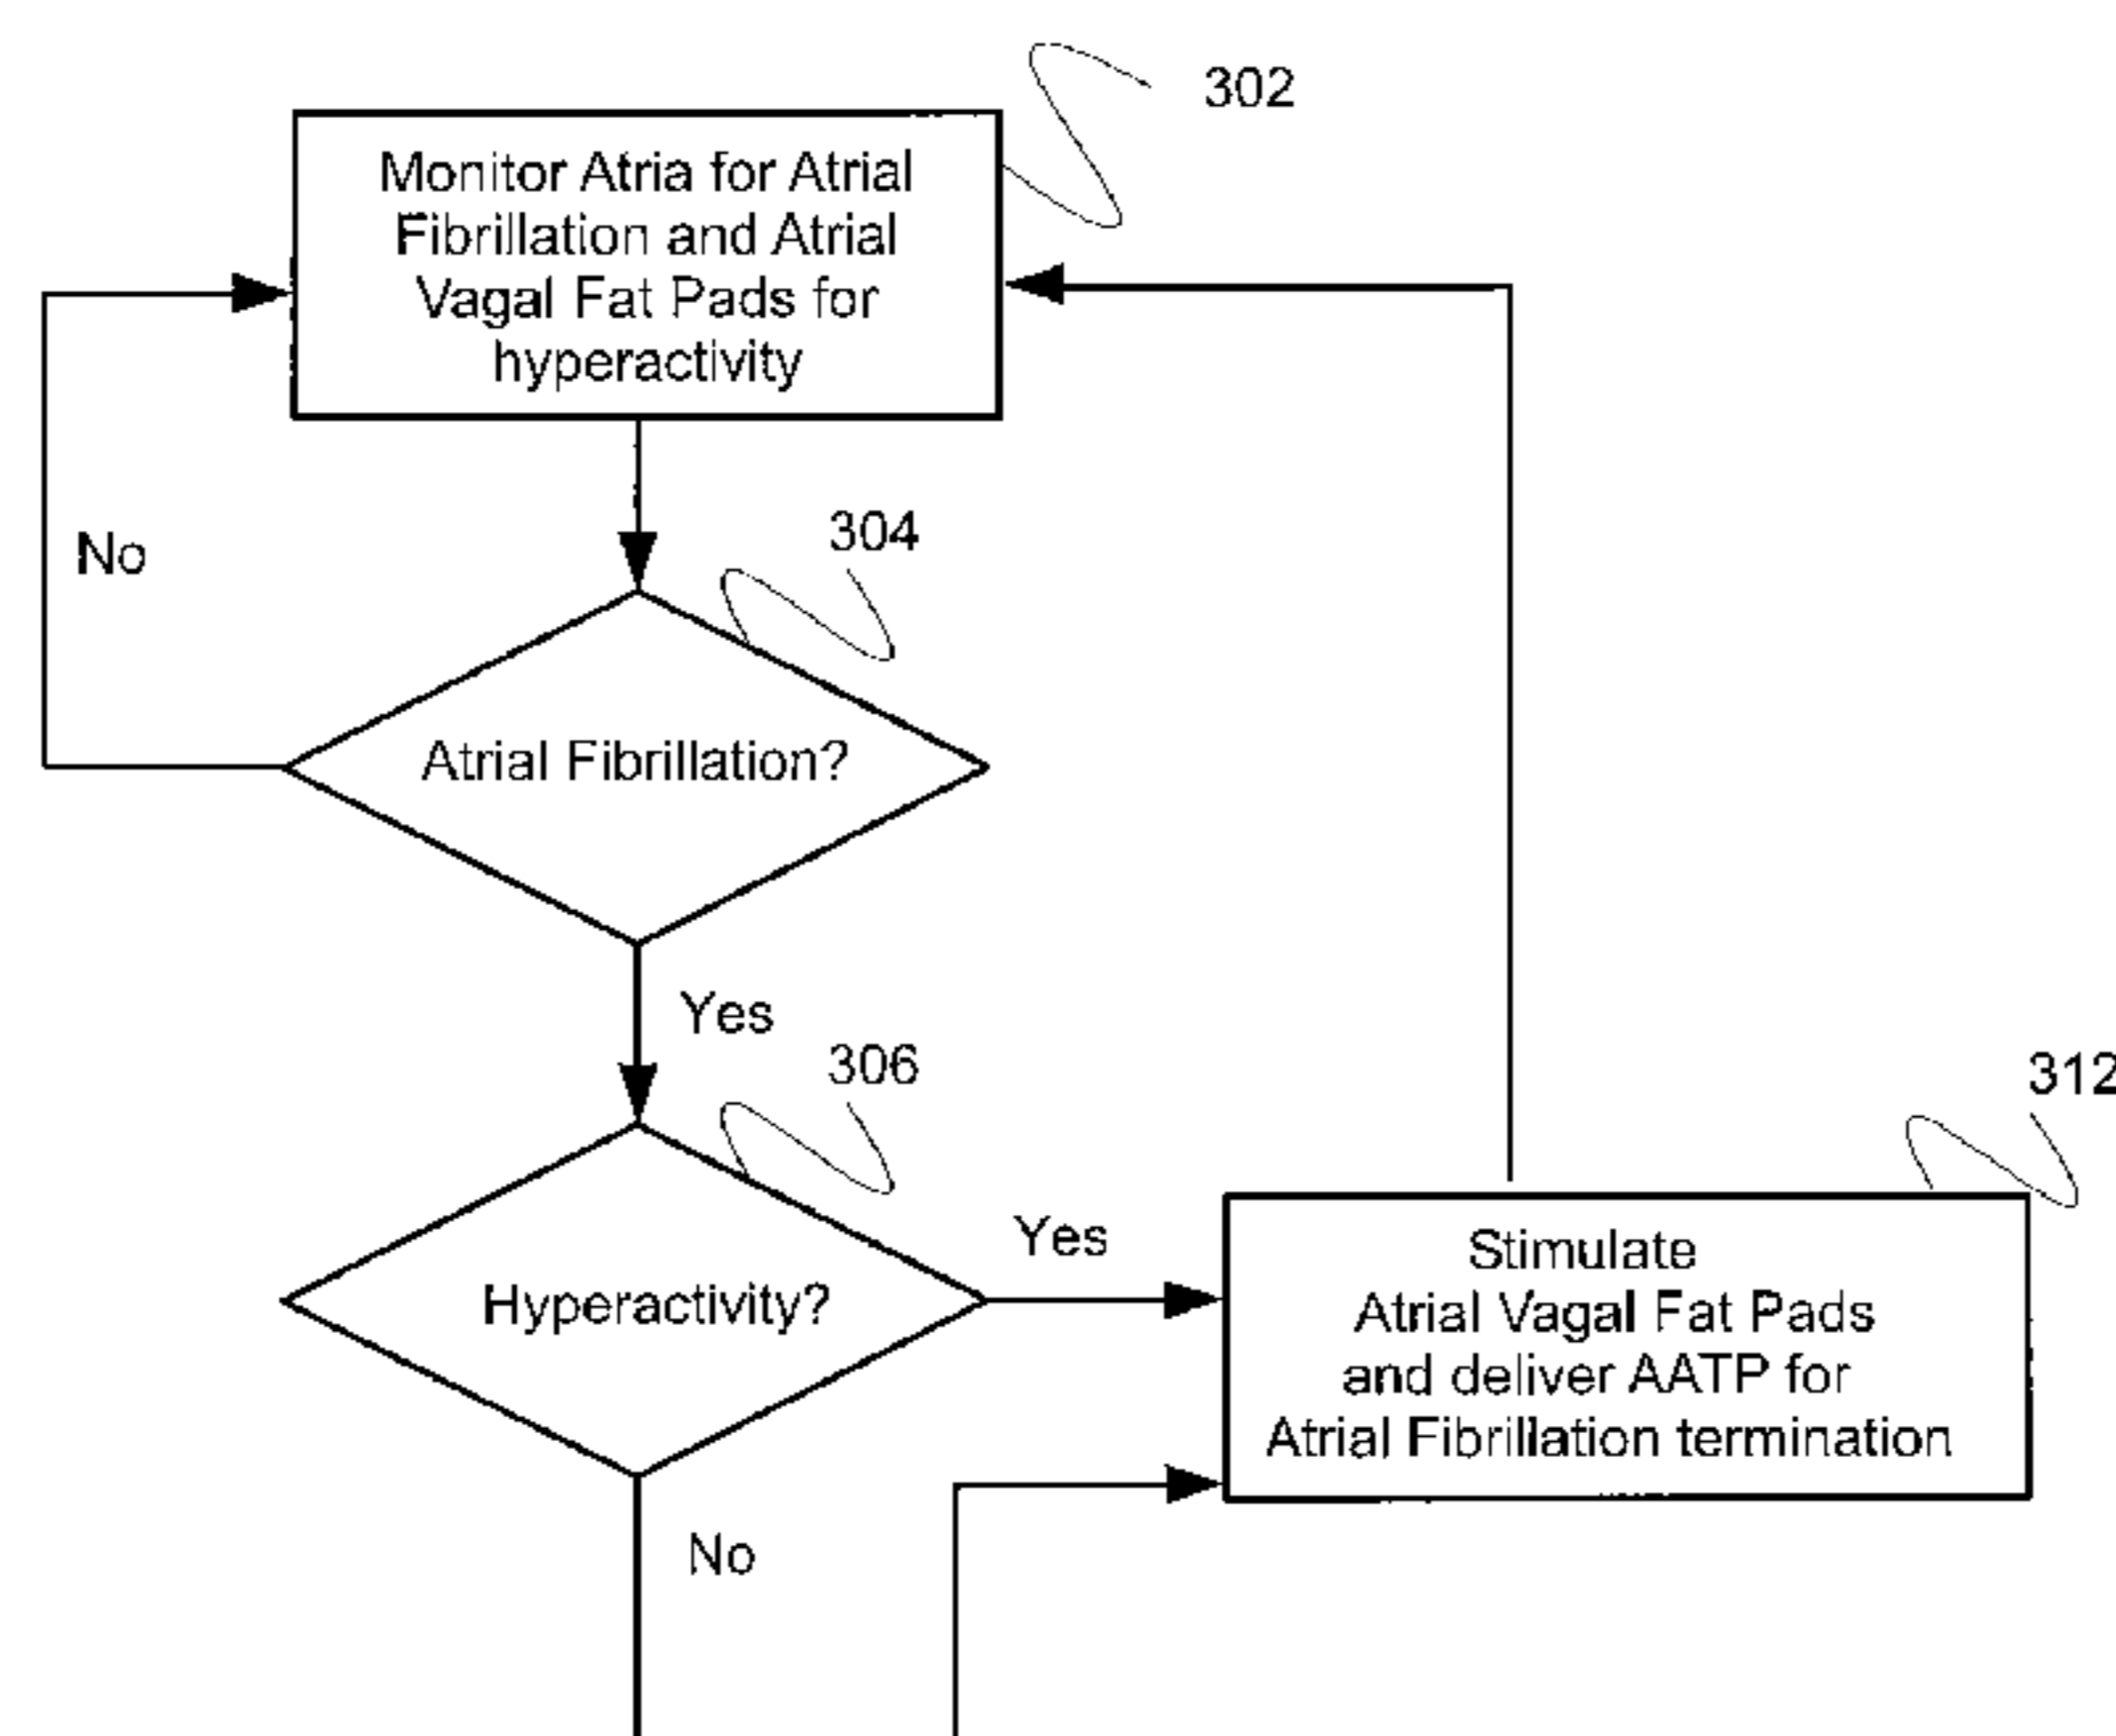 302
Monitor Atria for Atrial
Fibrillation and Atrial
Vagal Fat Pads for
hyperactivity
304
No
Atrial Fibrillation?
Yes
306
312
Yes
Stimulate
Hyperactivity?
Atrial Vagal Fat Pads
and deliver AATP for
Atrial Fibrillation termination
No